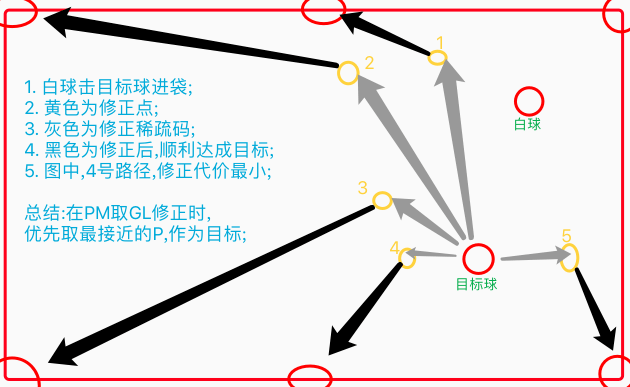 1
2
1. 白球击目标球进袋;
2. 黄色为修正点;
3. 灰色为修正稀疏码;
4. 黑色为修正后,顺利达成目标;
5. 图中,4号路径,修正代价最小;
白球
3
总结:在PM取GL修正时,
优先取最接近的P,作为目标;
4
5
目标球